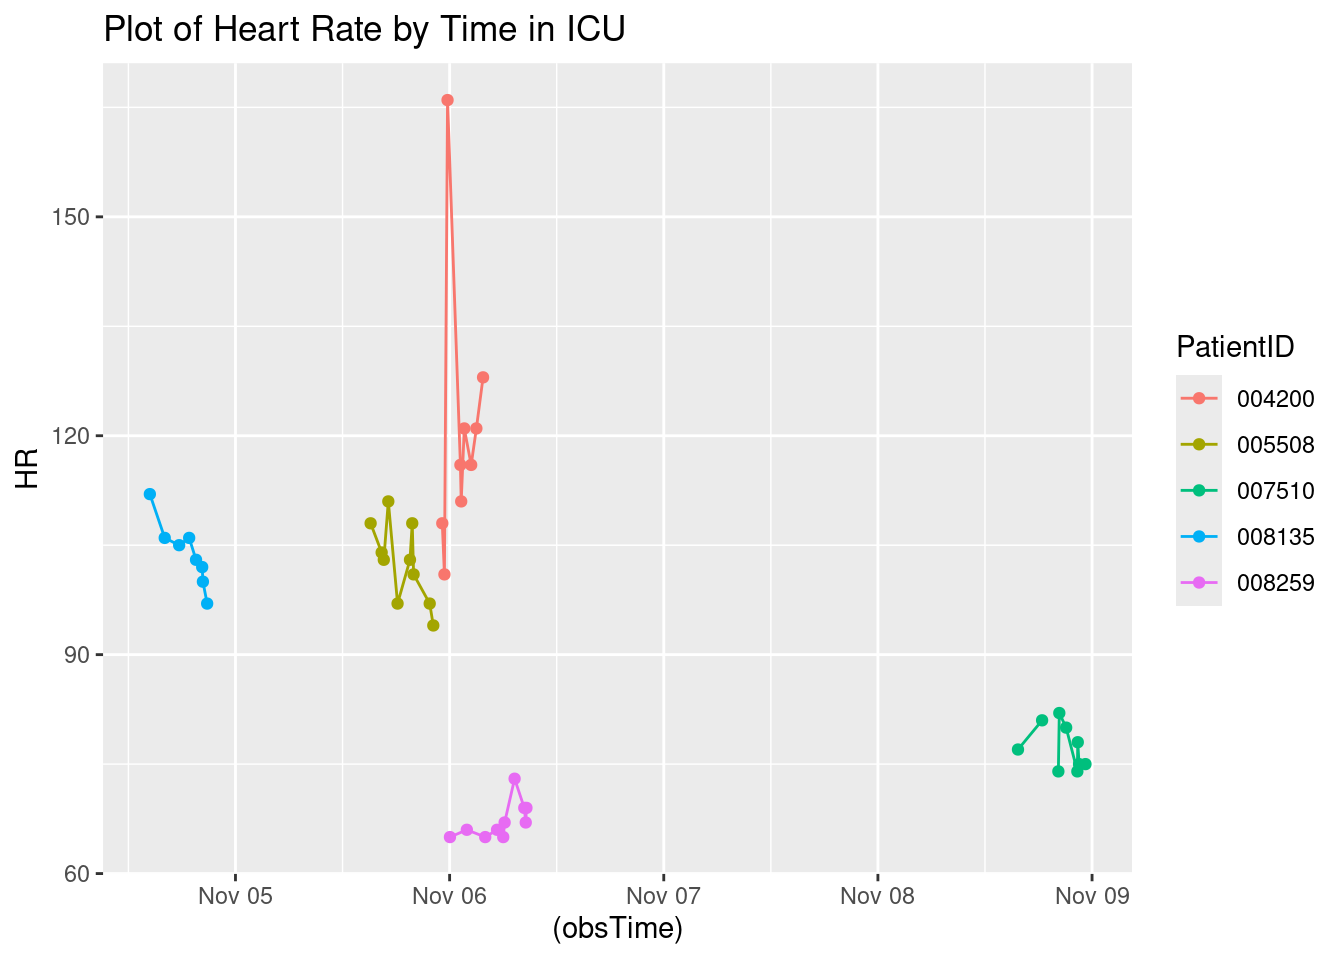 Plot of Heart Rate by Time in ICU
150
120
90
60
HR
Nov 05
Nov 06
Nov 07
Nov 08
Nov 09
(obsTime)
PatientID
004200
005508
007510
008135
008259